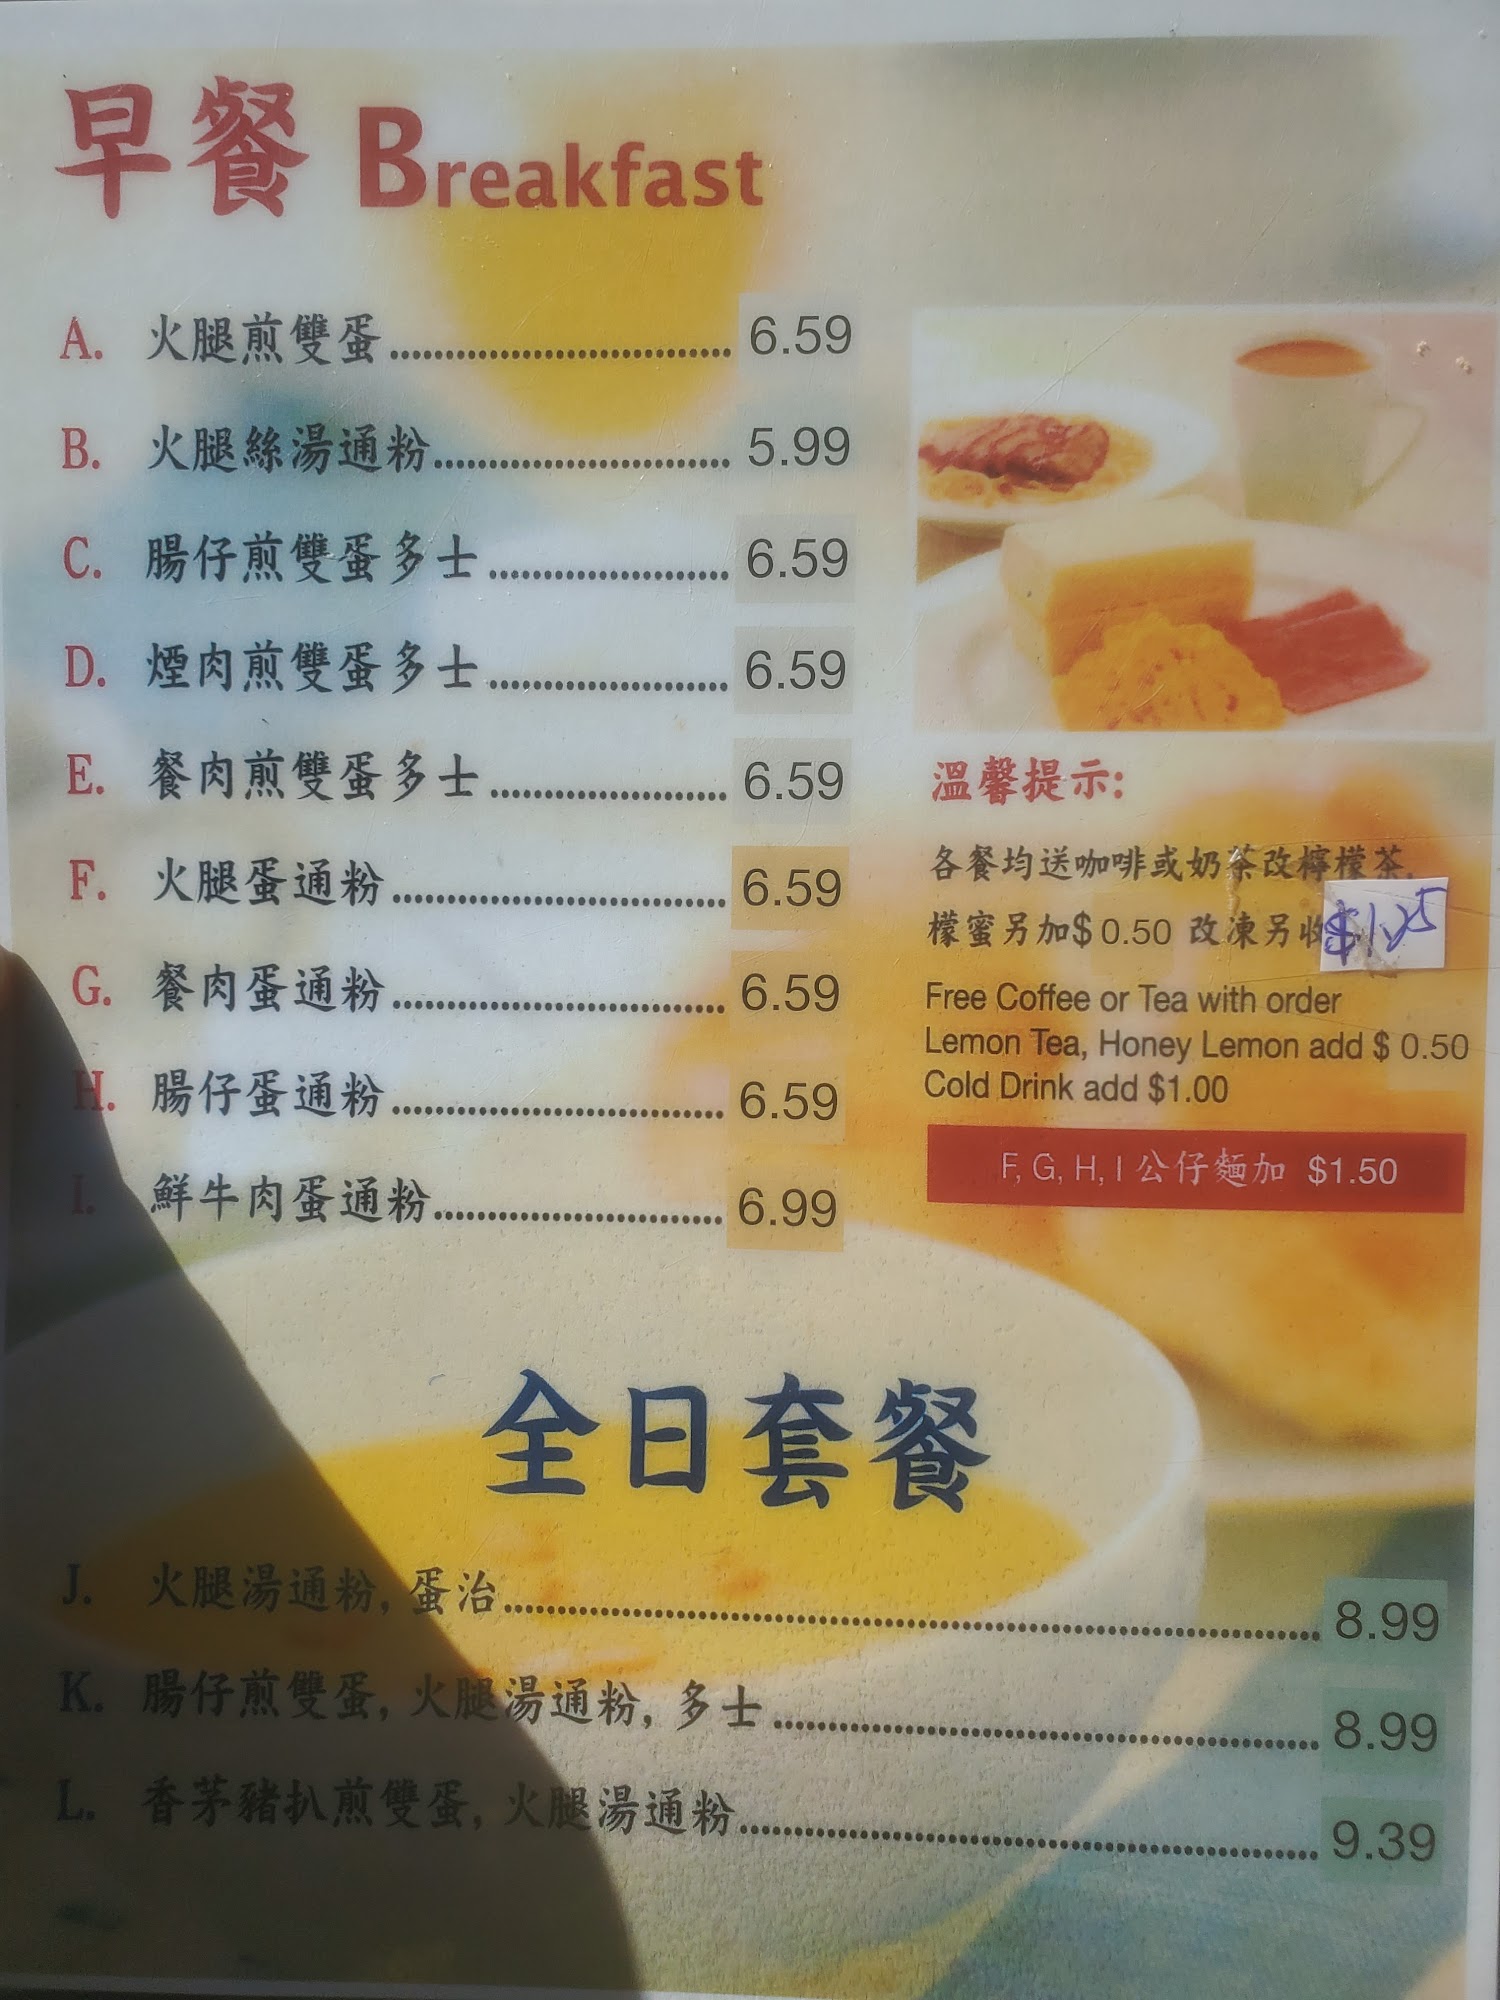 早餐 Breakfast
A. 火腿煎雙蛋 6.59
B. 火腿絲湯通粉 5.99
C. 腸仔煎雙蛋多士 6.59
D. 煙肉煎雙蛋多士 6.59
E. 餐肉煎雙蛋多士 6.59
F. 火腿蛋通粉 6.59
G. 餐肉蛋通粉 6.59
H. 腸仔蛋通粉 6.59
I. 鮮牛肉蛋通粉 6.99
溫馨提示:
各餐均送咖啡或奶茶改檸檬茶,
檬蜜另加$0.50 改凍另收$1.25
Free Coffee or Tea with order
Lemon Tea, Honey Lemon add $0.50
Cold Drink add $1.00
F, G, H, I 公仔麵加 $1.50
全日套餐
J. 火腿湯通粉, 蛋治 8.99
K. 腸仔煎雙蛋, 火腿湯通粉, 多士 8.99
L. 香茅豬扒煎雙蛋, 火腿湯通粉 9.39